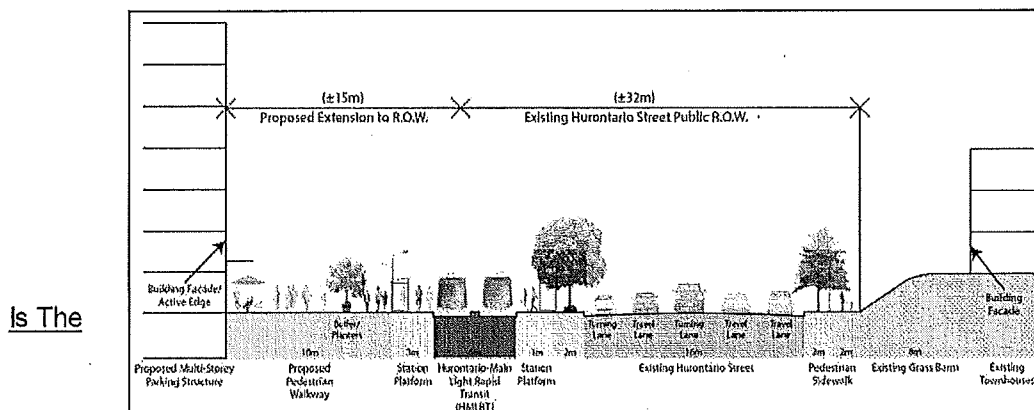 (±15m)
(±32m)
Proposed Extension to R.O.W.
Existing Hurontario Street Public R.O.W.
Is The
Building Facade/
Active Edge
Building
Facade
Buffer/
Planters
Turning
Lane
Travel
Lane
Turning
Lane
Travel
Lane
Travel
Lane
10m
3m
2m
16m
2m
8m
Proposed Multi-Storey
Parking Structure
Proposed
Pedestrian
Walkway
Station
Platform
Hurontario-Main
Light Rapid
Transit
(HMLRT)
Station
Platform
Existing Hurontario Street
Pedestrian
Sidewalk
Existing Grass Berm
Existing
Townhouses